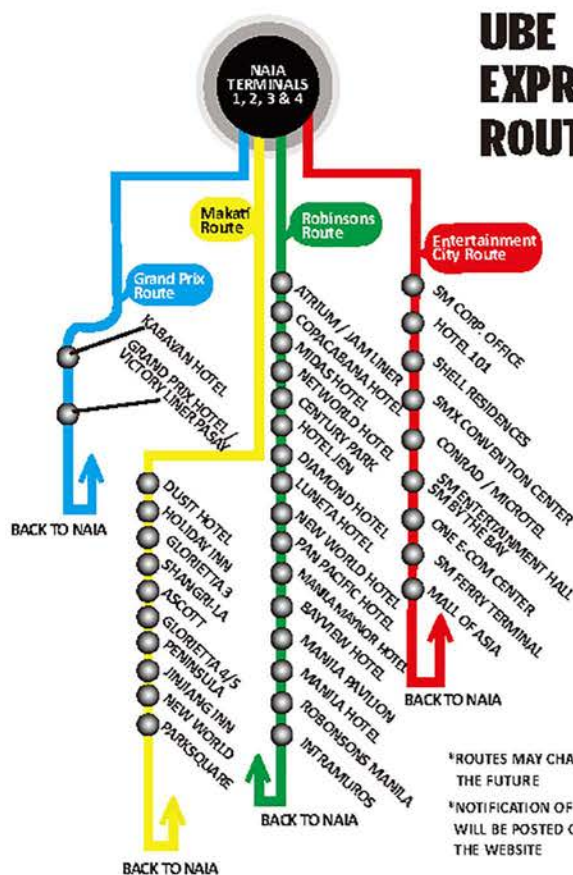 UBE
EXPR
ROUT
NAIA
TERMINALS
1, 2, 3 & 4
Makati
Route
Robinsons
Route
Entertainment
City Route
Grand Prix
Route
KABAVAN HOTEL
GRAND PRIX HOTEL /
VICTORY LINER PASAY
BACK TO NAIA
DUSIT HOTEL
HOLIDAY INN
GLORIETTA 3
SHANGRI-LA
ASCOTT
GLORIETTA 4/5
PENINSULA
JINJIANG INN
NEW WORLD
PARKSQUARE
BACK TO NAIA
ATRIUM / JAM LINER
COPACABANA HOTEL
MIDAS HOTEL
NETWORLD HOTEL
CENTURY PARK
HOTEL JEN
DIAMOND HOTEL
LUNETA HOTEL
NEW WORLD HOTEL
PAN PACIFIC HOTEL
MANILA MAYNOR HOTEL
BAYVIEW HOTEL
MANILA PAVILION
MANILA HOTEL
ROBONSONS MANILA
INTRAMUROS
BACK TO NAIA
SM CORP. OFFICE
HOTEL 101
SHELL RESIDENCES
SMX CONVENTION CENTER
CONRAD / MICROTEL
SM ENTERTAINMENT HALL
SM BY THE BAY
ONE E-COM CENTER
SM FERRY TERMINAL
MALL OF ASIA
BACK TO NAIA
*ROUTES MAY CHA
THE FUTURE
*NOTIFICATION OF
WILL BE POSTED O
THE WEBSITE